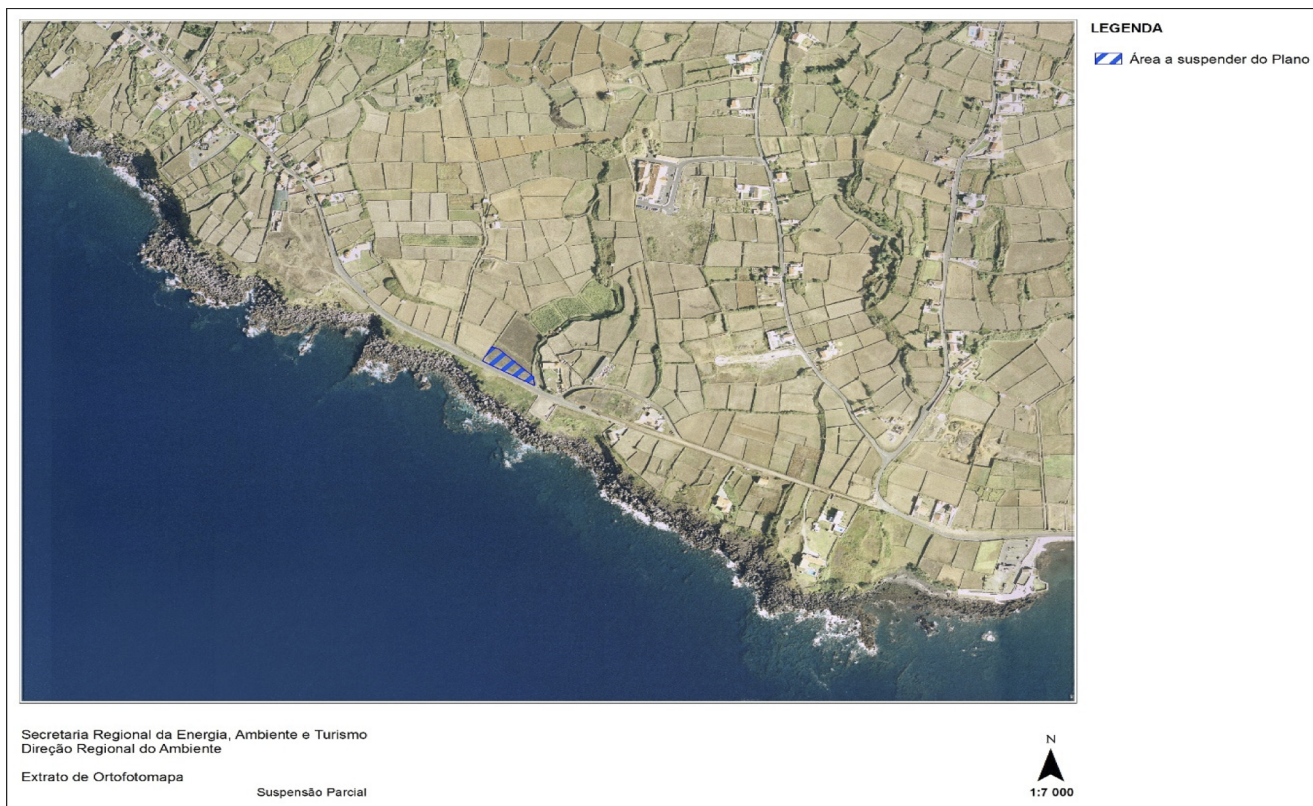 LEGENDA
Área a suspender do Plano
Secretaria Regional da Energia, Ambiente e Turismo
Direção Regional do Ambiente
Extrato de Ortofotomapa
Suspensão Parcial
N
1:7 000